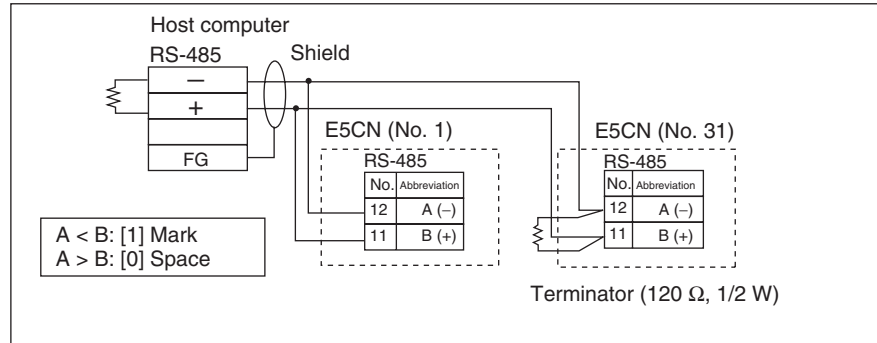 Host computer
RS-485
Shield
−
+
FG
E5CN (No. 1)
RS-485
No. Abbreviation
12 A (−)
11 B (+)
E5CN (No. 31)
RS-485
No. Abbreviation
12 A (−)
11 B (+)
A < B: [1] Mark
A > B: [0] Space
Terminator (120 Ω, 1/2 W)